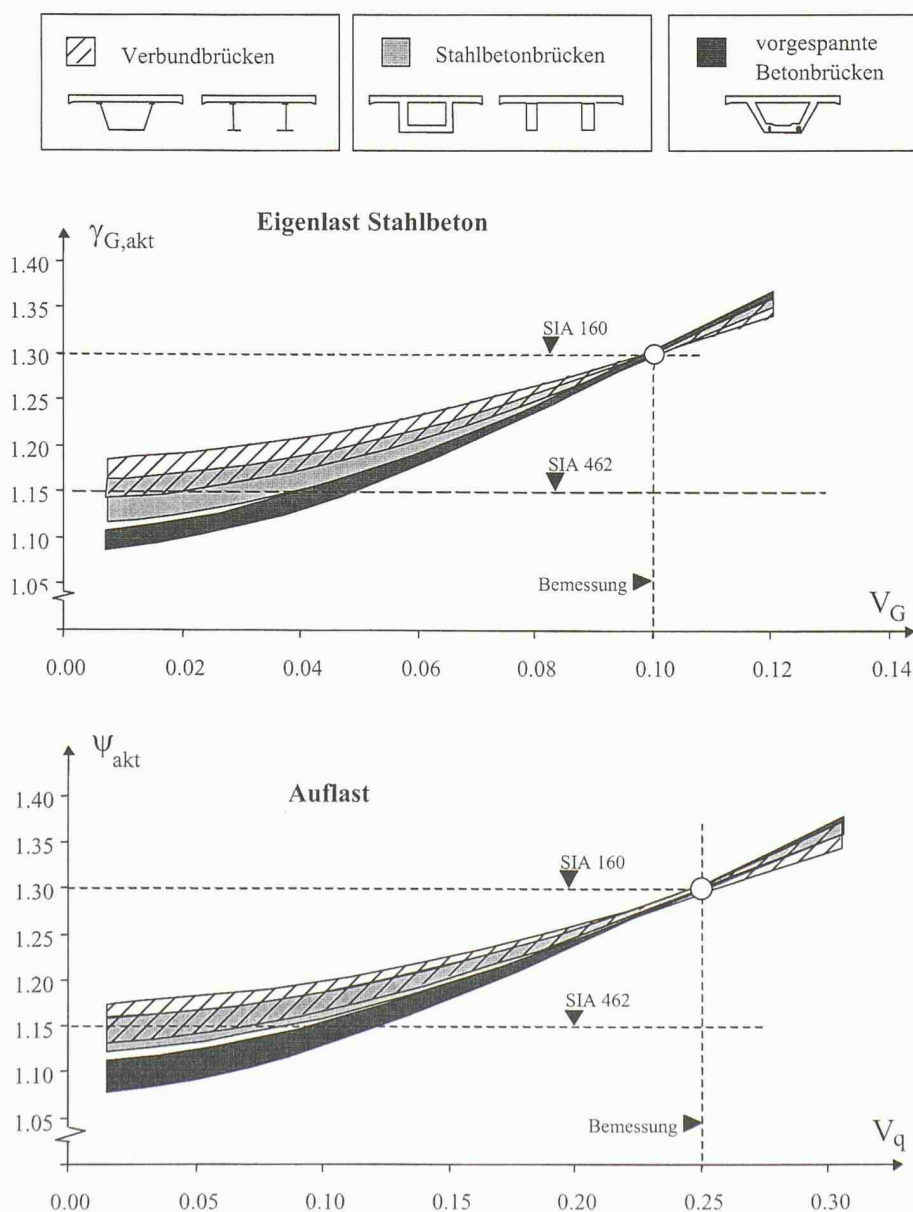 Verbundbrücken
Stahlbetonbrücken
vorgespannte
Betonbrücken
Eigenlast Stahlbeton
γG,akt
1.40
1.35
1.30
1.25
1.20
1.15
1.10
1.05
SIA 160
SIA 462
Bemessung
VG
0.00 0.02 0.04 0.06 0.08 0.10 0.12 0.14
Auflast
ψakt
1.40
1.35
1.30
1.25
1.20
1.15
1.10
1.05
SIA 160
SIA 462
Bemessung
Vq
0.00 0.05 0.10 0.15 0.20 0.25 0.30